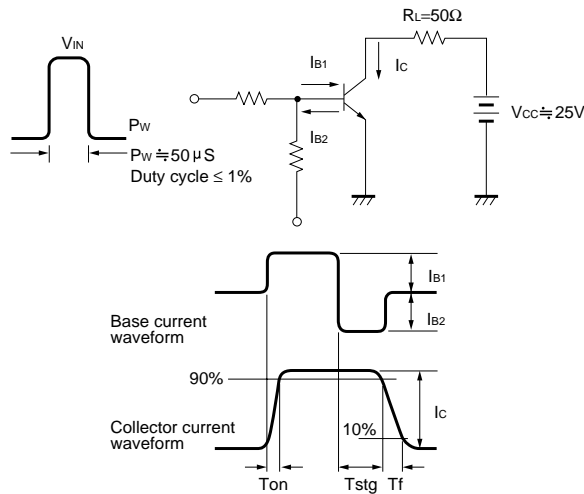 RL=50Ω
VIN
IB1
IC
PW
IB2
VCC≒25V
PW≒50μS
Duty cycle ≤ 1%
IB1
Base current
waveform
IB2
90%
IC
Collector current
waveform
10%
Ton
Tstg
Tf